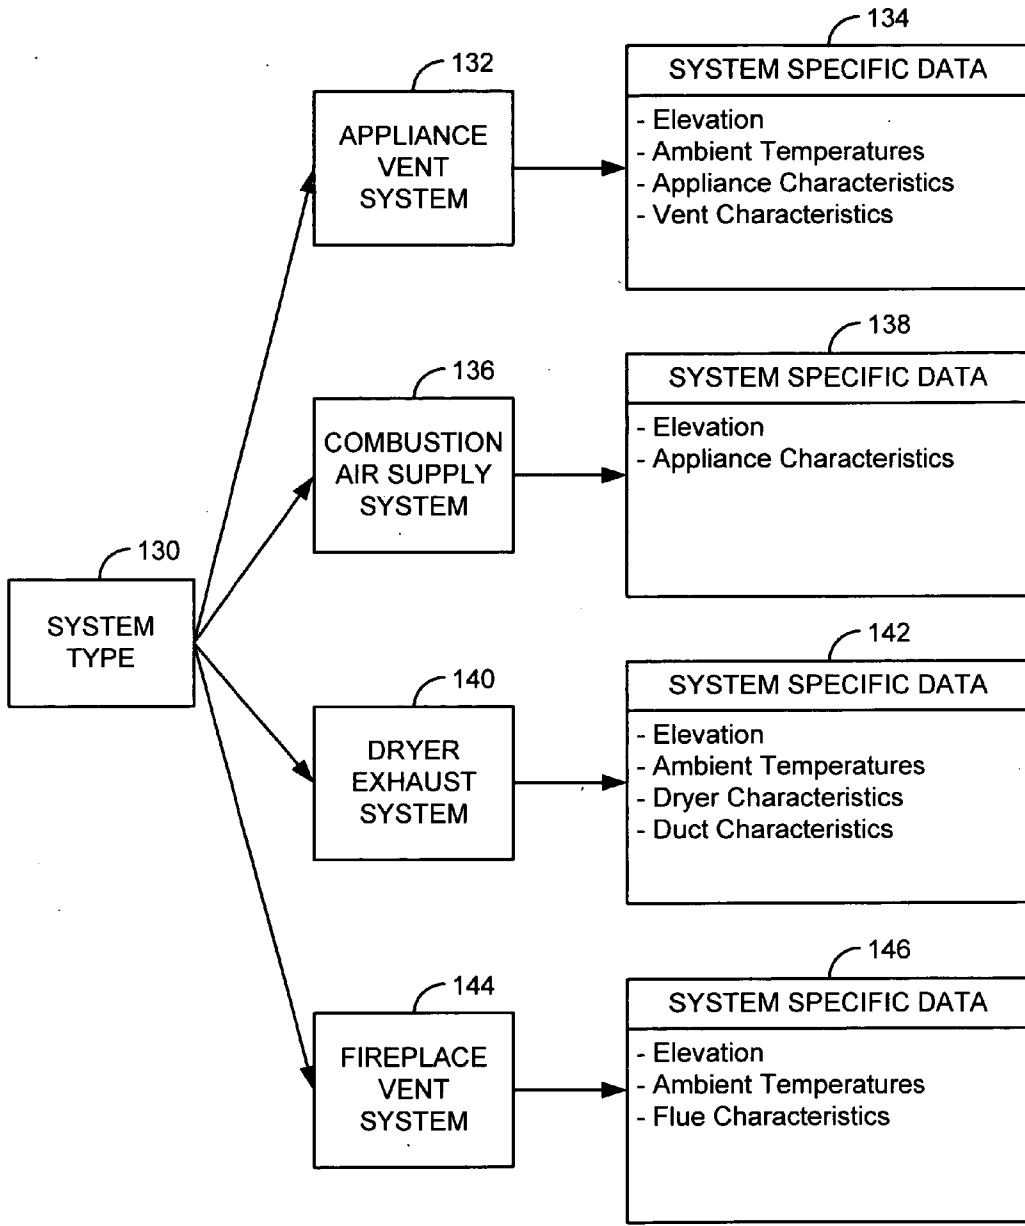 134
SYSTEM SPECIFIC DATA
132
APPLIANCE
VENT
SYSTEM
- Elevation
- Ambient Temperatures
- Appliance Characteristics
- Vent Characteristics
138
SYSTEM SPECIFIC DATA
136
COMBUSTION
AIR SUPPLY
SYSTEM
- Elevation
- Appliance Characteristics
130
SYSTEM
TYPE
142
SYSTEM SPECIFIC DATA
140
DRYER
EXHAUST
SYSTEM
- Elevation
- Ambient Temperatures
- Dryer Characteristics
- Duct Characteristics
146
SYSTEM SPECIFIC DATA
144
FIREPLACE
VENT
SYSTEM
- Elevation
- Ambient Temperatures
- Flue Characteristics